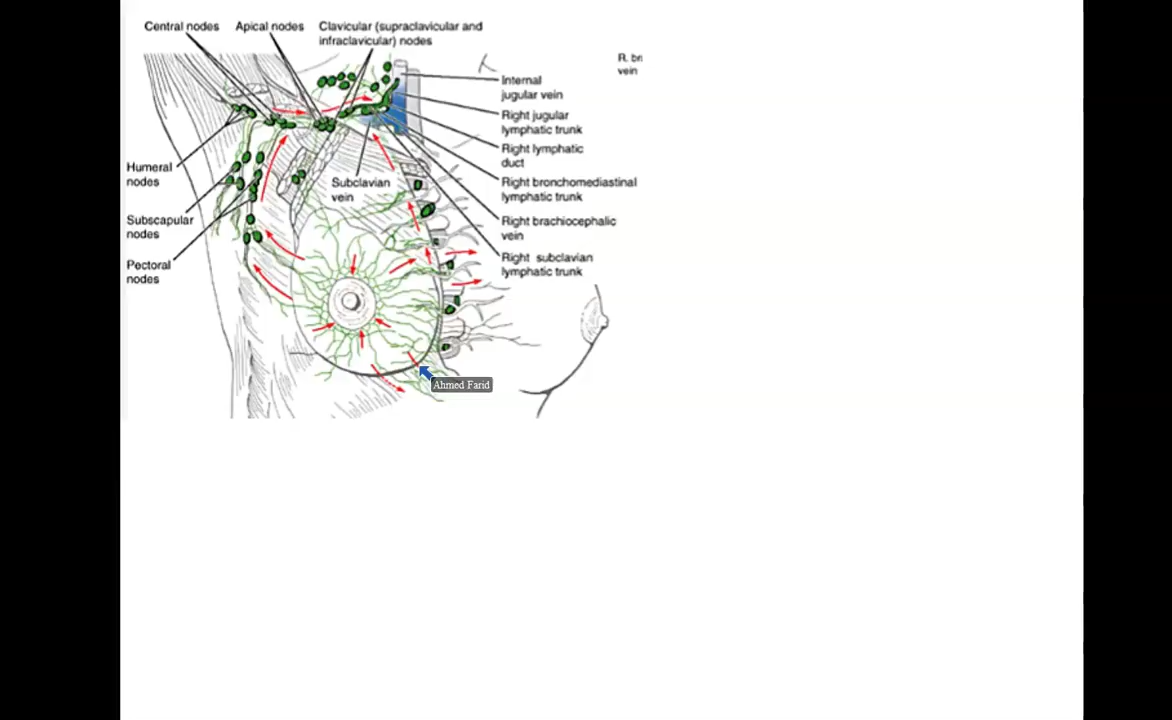 Central nodes
Apical nodes
Clavicular (supraclavicular and
infraclavicular) nodes
R. br
vein
Internal
jugular vein
Right jugular
lymphatic trunk
Right lymphatic
duct
Right bronchomediastinal
lymphatic trunk
Right brachiocephalic
vein
Right subclavian
lymphatic trunk
Subclavian
vein
Humeral
nodes
Subscapular
nodes
Pectoral
nodes
Ahmed Farid